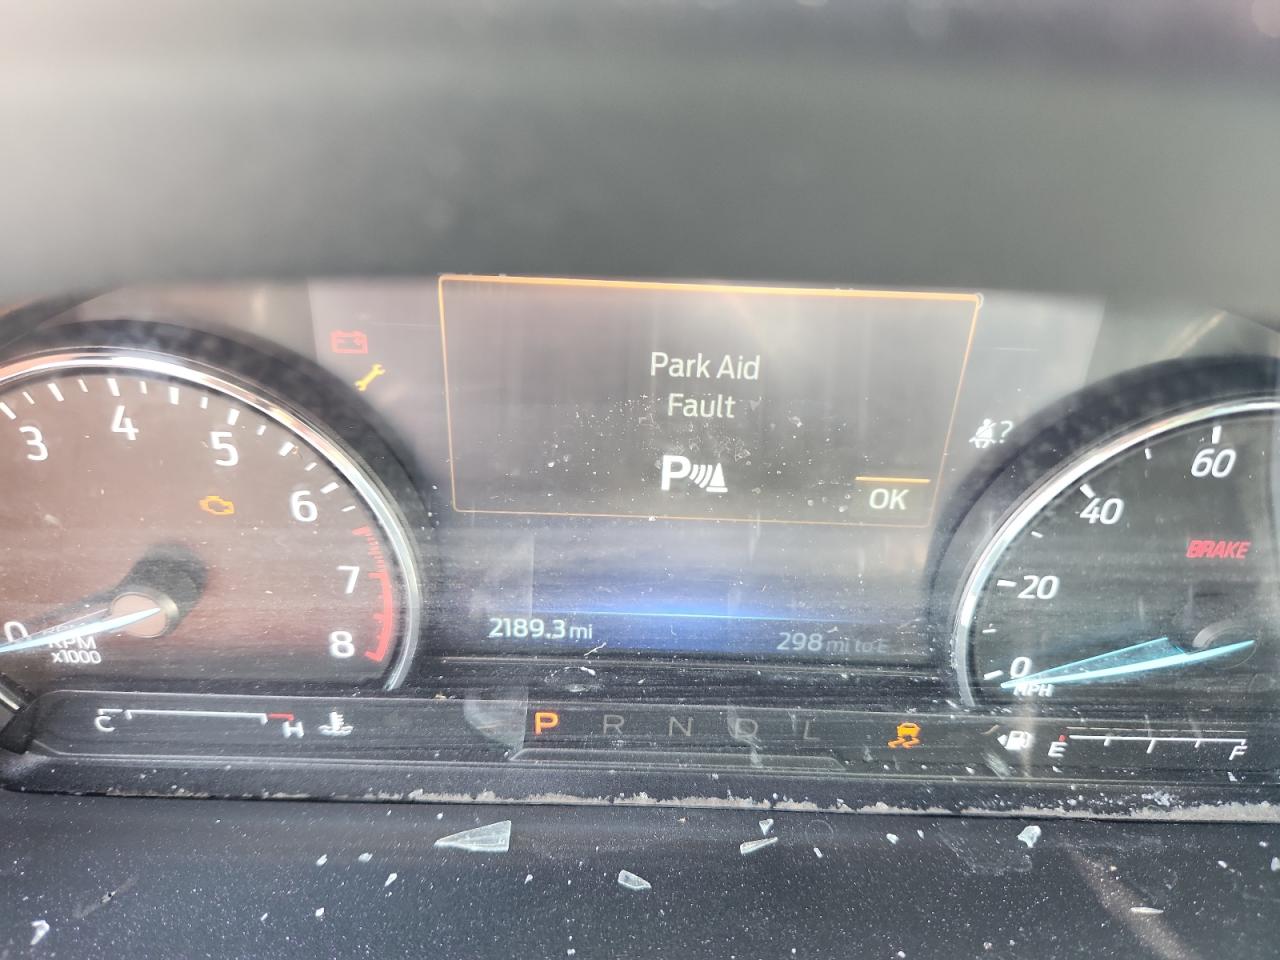 Park Aid
Fault
P
OK
?
3
4
5
6
7
8
0
RPM
x1000
2189.3 mi
298 mi to E
60
40
20
0
MPH
BRAKE
C
H
P R N D L
E
F